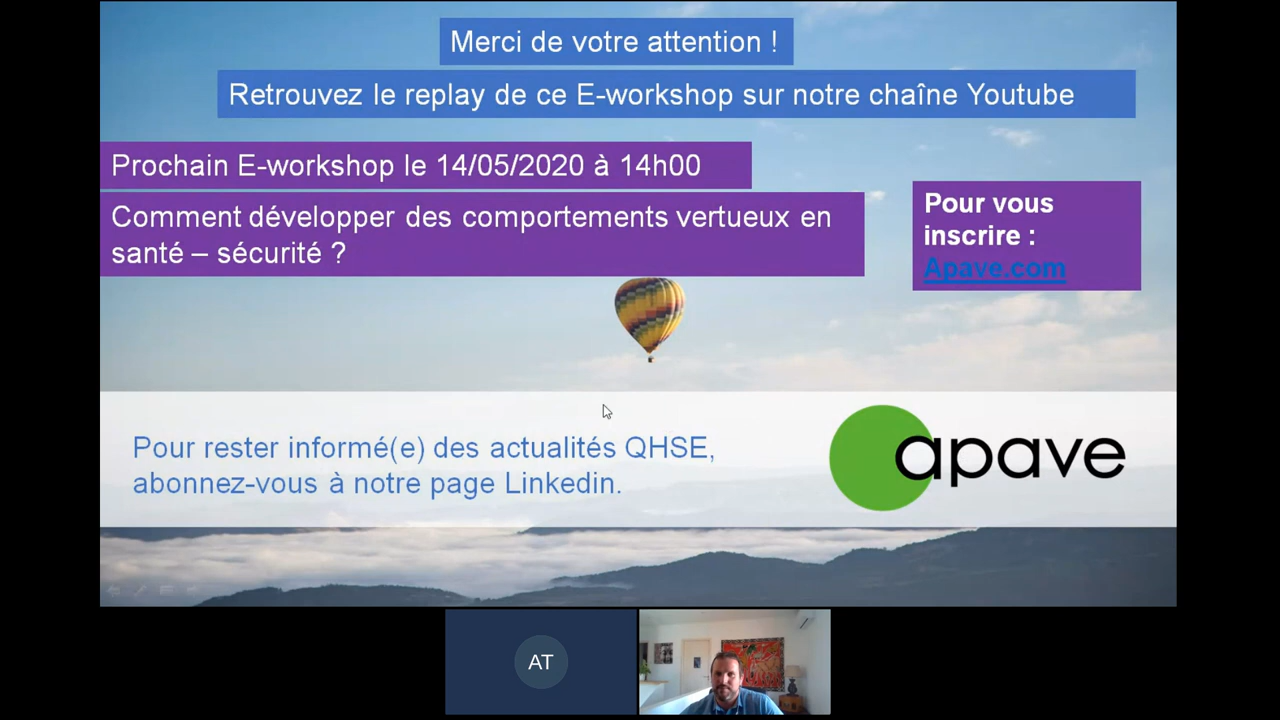 Merci de votre attention !
Retrouvez le replay de ce E-workshop sur notre chaîne Youtube
Prochain E-workshop le 14/05/2020 à 14h00
Comment développer des comportements vertueux en
santé – sécurité ?
Pour vous
inscrire :
Apave.com
Pour rester informé(e) des actualités QHSE,
abonnez-vous à notre page Linkedin.
apave
AT